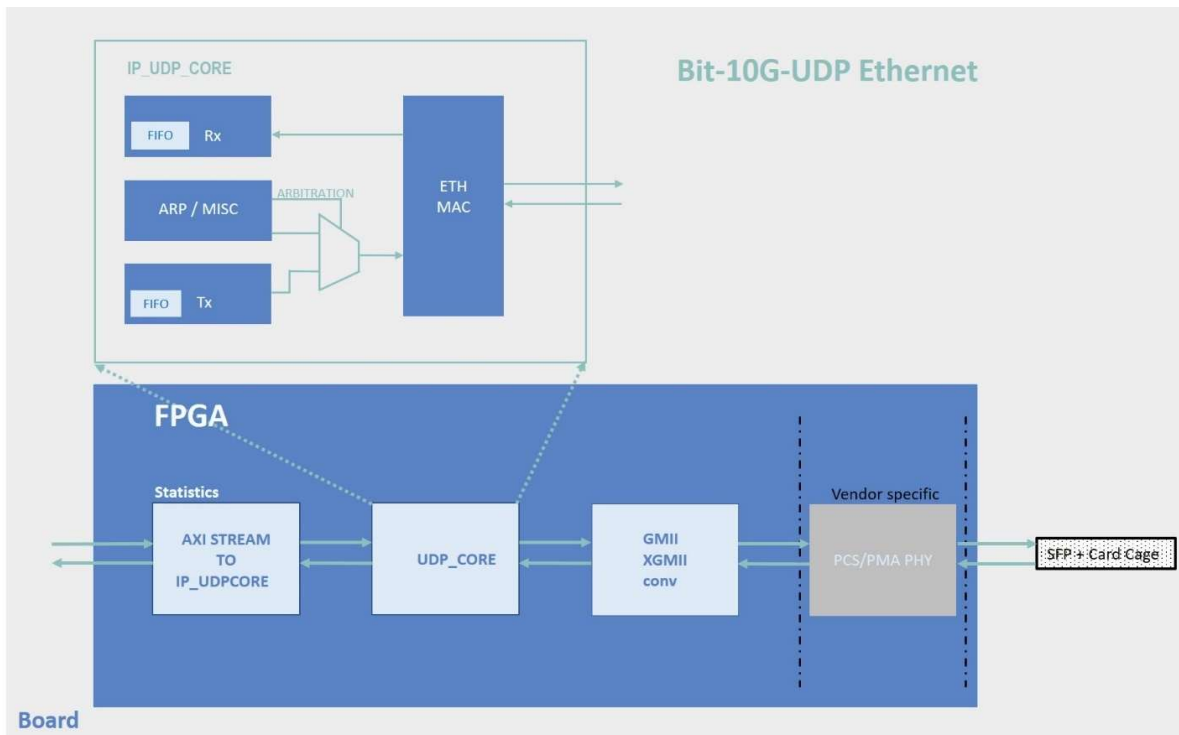 Bit-10G-UDP Ethernet
IP_UDP_CORE
FIFO Rx
ARBITRATION
ARP / MISC
ETH
MAC
FIFO Tx
FPGA
Statistics
Vendor specific
AXI STREAM
TO
IP_UDPCORE
UDP_CORE
GMII
XGMII
conv
PCS/PMA PHY
SFP + Card Cage
Board